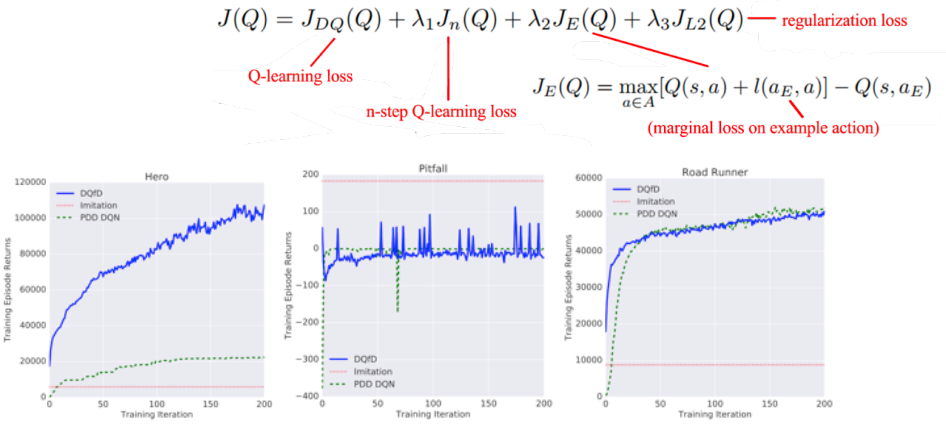 J(Q) = J_{DQ}(Q) + λ_1 J_n(Q) + λ_2 J_E(Q) + λ_3 J_{L2}(Q)
regularization loss
Q-learning loss
J_E(Q) = max_{a∈A}[Q(s, a) + l(a_E, a)] − Q(s, a_E)
n-step Q-learning loss
(marginal loss on example action)
Hero
Training Episode Returns
120000
100000
80000
60000
40000
20000
0
DQfD
Imitation
PDD DQN
0 50 100 150 200
Training Iteration
Pitfall
Training Episode Returns
200
100
0
−100
−200
−300
−400
DQfD
Imitation
PDD DQN
0 50 100 150 200
Training Iteration
Road Runner
Training Episode Returns
60000
50000
40000
30000
20000
10000
0
DQfD
Imitation
PDD DQN
0 50 100 150 200
Training Iteration